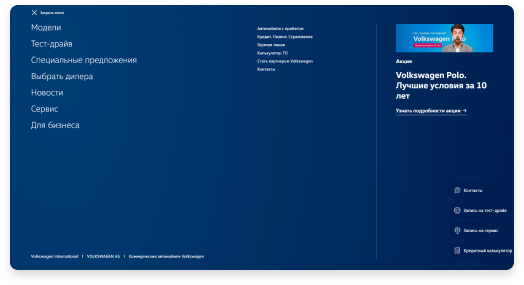 Закрыть меню
Модели
Тест-драйв
Специальные предложения
Выбрать дилера
Новости
Сервис
Для бизнеса
Автомобили с пробегом
Кредит, Лизинг, Страхование
Горячая линия
Калькулятор ТО
Стать партнером Volkswagen
Контакты
Volkswagen Polo
Акция
Volkswagen Polo.
Лучшие условия за 10
лет
Узнать подробности акции →
Контакты
Запись на тест-драйв
Запись на сервис
Кредитный калькулятор
Volkswagen International | VOLKSWAGEN AG | Коммерческие автомобили Volkswagen